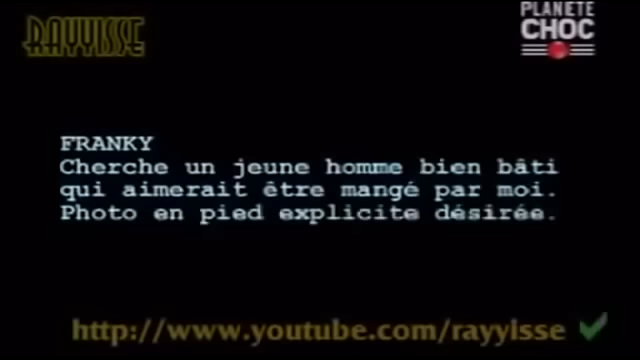 RAYYISSE
PLANETE
CHOC
FRANKY
Cherche un jeune homme bien bâti
qui aimerait être mangé par moi.
Photo en pied explicite désirée.
http://www.youtube.com/rayyisse